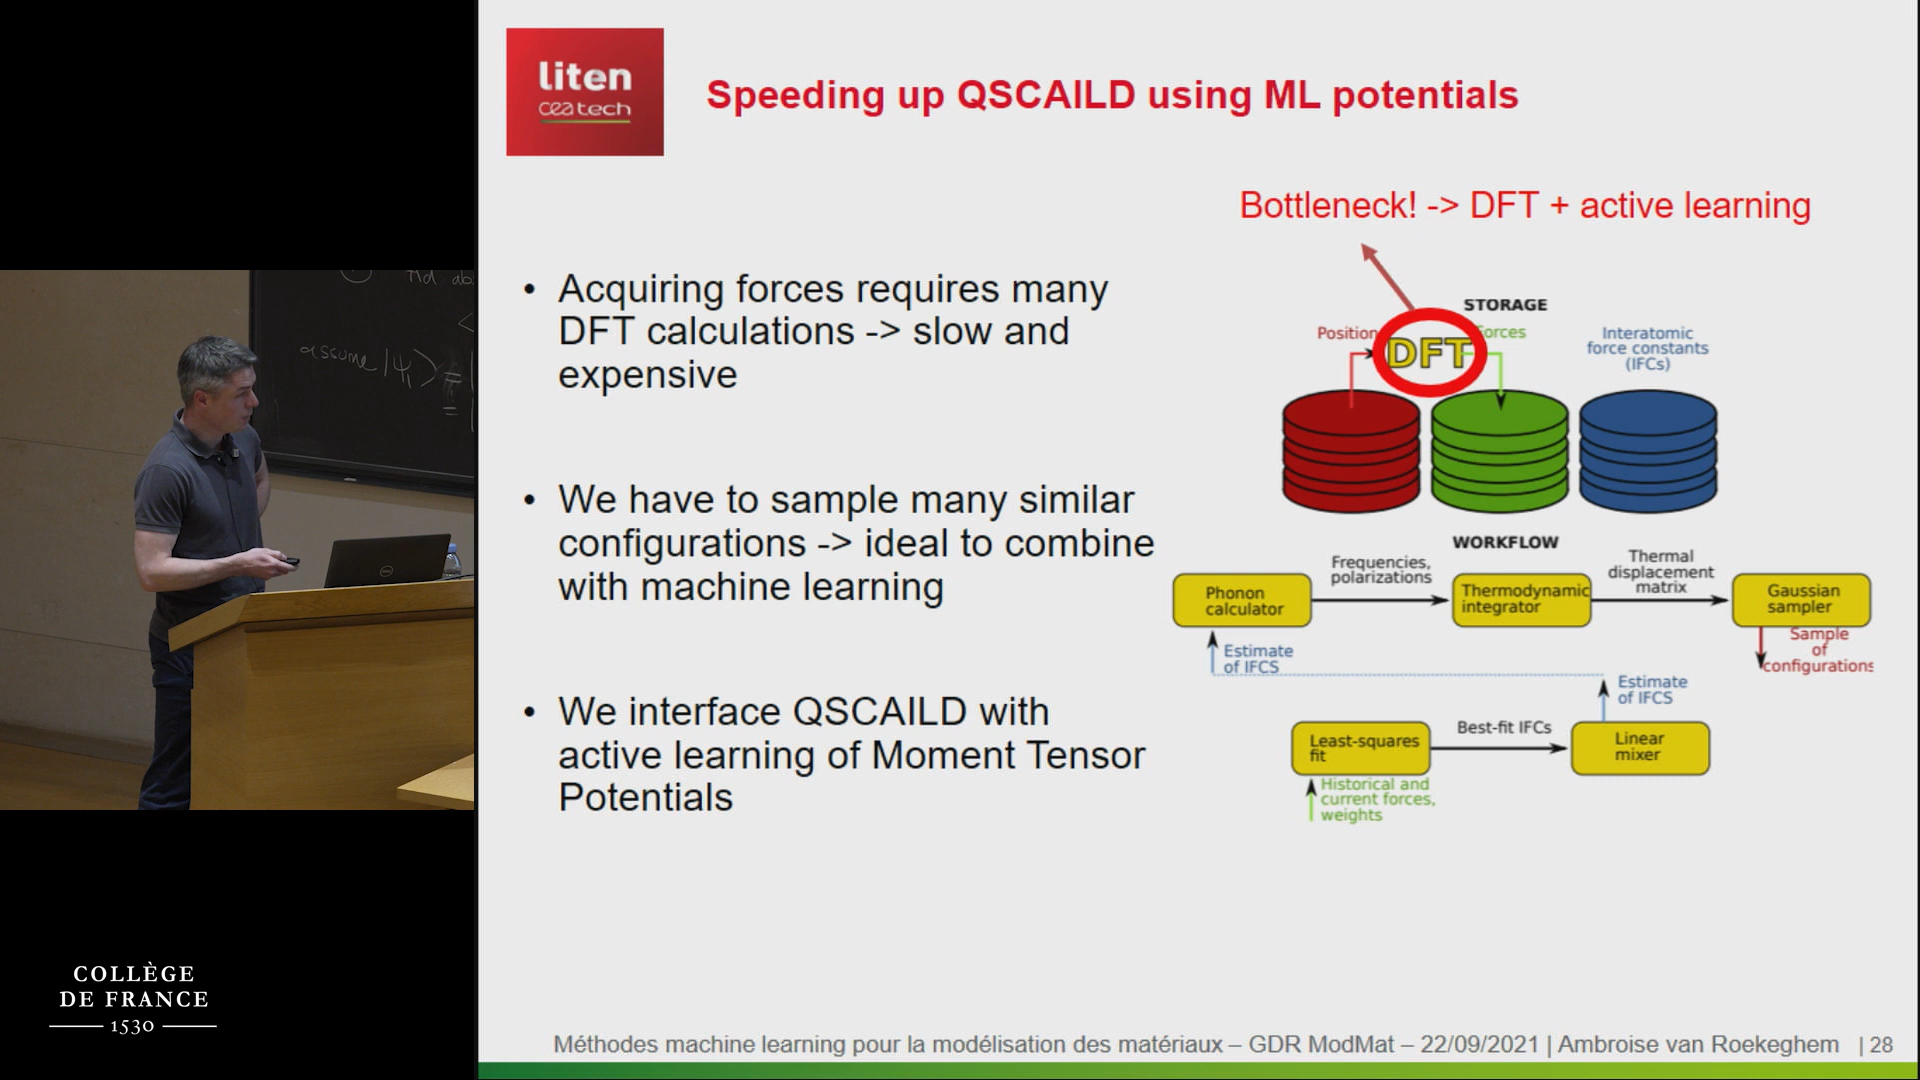 liten
ceatech
Speeding up QSCAILD using ML potentials
Bottleneck! -> DFT + active learning
• Acquiring forces requires many
DFT calculations -> slow and
expensive
• We have to sample many similar
configurations -> ideal to combine
with machine learning
• We interface QSCAILD with
active learning of Moment Tensor
Potentials
STORAGE
Position
DFT
Forces
Interatomic
force constants
(IFCs)
WORKFLOW
Phonon
calculator
Frequencies,
polarizations
Thermodynamic
integrator
Thermal
displacement
matrix
Gaussian
sampler
Sample
of
configurations
Estimate
of IFCS
Estimate
of IFCS
Least-squares
fit
Best-fit IFCs
Linear
mixer
Historical and
current forces,
weights
assume |Ψ⟩ =
DELL
COLLÈGE
DE FRANCE
1530
Méthodes machine learning pour la modélisation des matériaux – GDR ModMat – 22/09/2021 | Ambroise van Roekeghem | 28